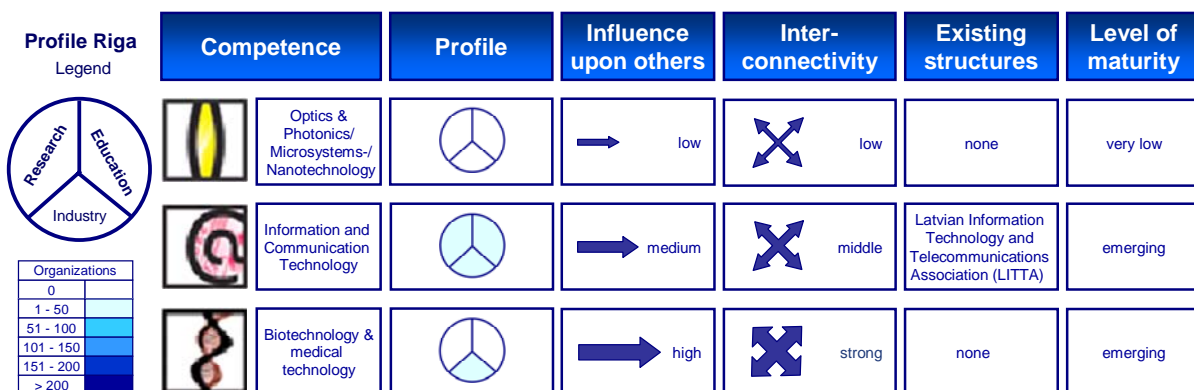 Profile Riga
Legend
Research
Education
Industry
Organizations
0
1 - 50
51 - 100
101 - 150
151 - 200
> 200
Competence
Profile
Influence
upon others
Inter-
connectivity
Existing
structures
Level of
maturity
Optics &
Photonics/
Microsystems-/
Nanotechnology
low
low
none
very low
Information and
Communication
Technology
medium
middle
Latvian Information
Technology and
Telecommunications
Association (LITTA)
emerging
Biotechnology &
medical
technology
high
strong
none
emerging